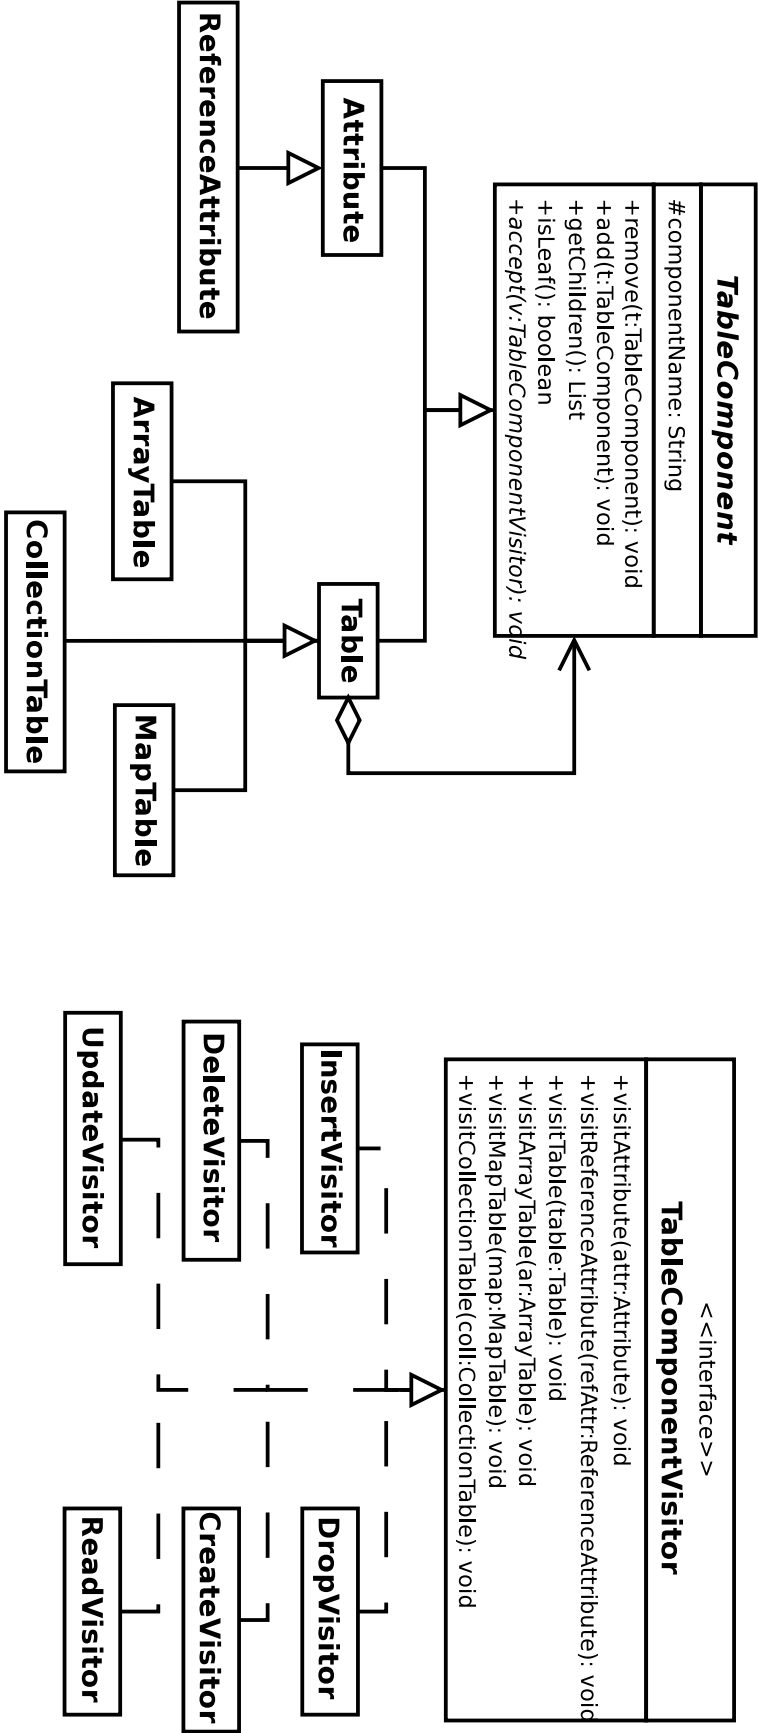 TableComponent
#componentName: String
+remove(t:TableComponent): void
+add(t:TableComponent): void
+getChildren(): List
+isLeaf(): boolean
+accept(v:TableComponentVisitor): void
Attribute
Table
ReferenceAttribute
ArrayTable
MapTable
CollectionTable
<<interface>>
TableComponentVisitor
+visitAttribute(attr:Attribute): void
+visitReferenceAttribute(refAttr:ReferenceAttribute): void
+visitTable(table:Table): void
+visitArrayTable(ar:ArrayTable): void
+visitMapTable(map:MapTable): void
+visitCollectionTable(coll:CollectionTable): void
InsertVisitor
DropVisitor
DeleteVisitor
CreateVisitor
UpdateVisitor
ReadVisitor